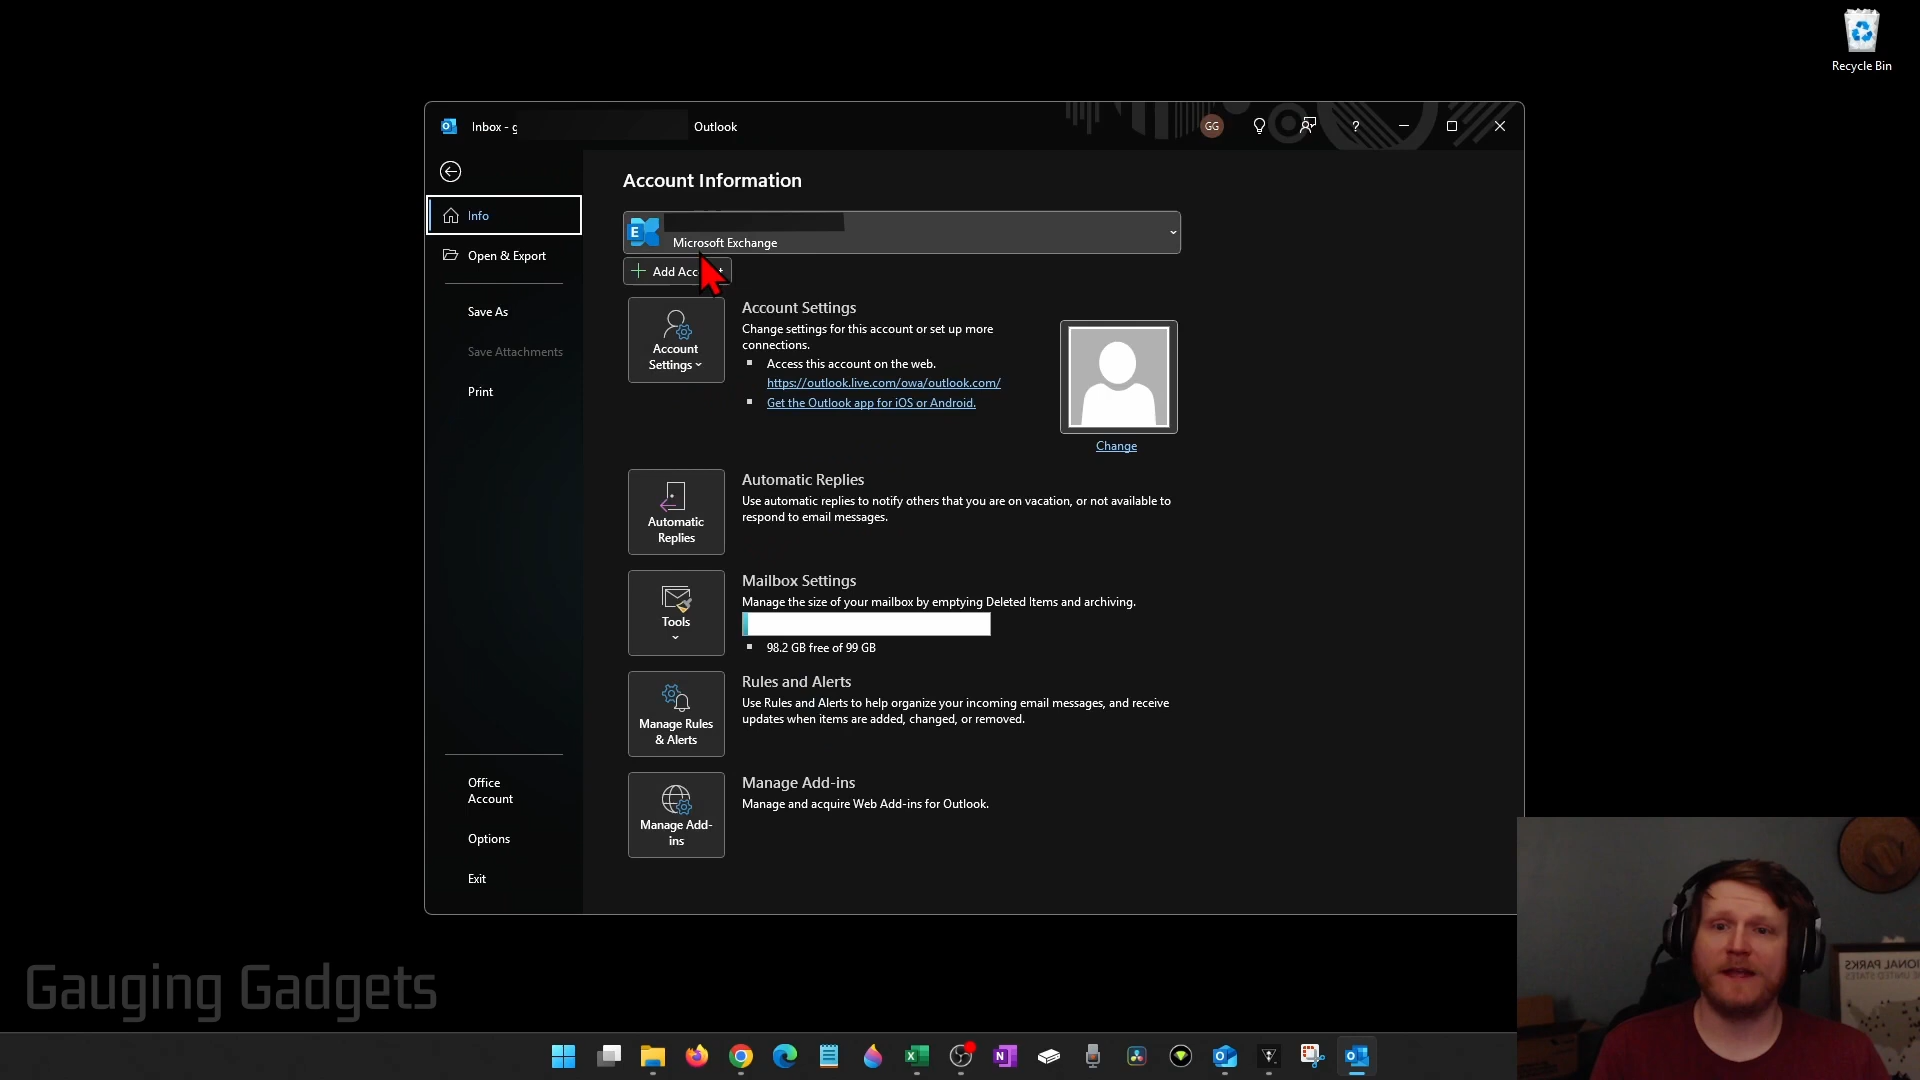 Recycle Bin
Inbox - g
Outlook
GG
?
Info
Open & Export
Save As
Save Attachments
Print
Office
Account
Options
Exit
Account Information
E
Microsoft Exchange
Add Acc
Account
Settings
Account Settings
Change settings for this account or set up more
connections.
Access this account on the web.
https://outlook.live.com/owa/outlook.com/
Get the Outlook app for iOS or Android.
Change
Automatic
Replies
Automatic Replies
Use automatic replies to notify others that you are on vacation, or not available to
respond to email messages.
Tools
Mailbox Settings
Manage the size of your mailbox by emptying Deleted Items and archiving.
98.2 GB free of 99 GB
Manage Rules
& Alerts
Rules and Alerts
Use Rules and Alerts to help organize your incoming email messages, and receive
updates when items are added, changed, or removed.
Manage Add-
ins
Manage Add-ins
Manage and acquire Web Add-ins for Outlook.
Gauging Gadgets